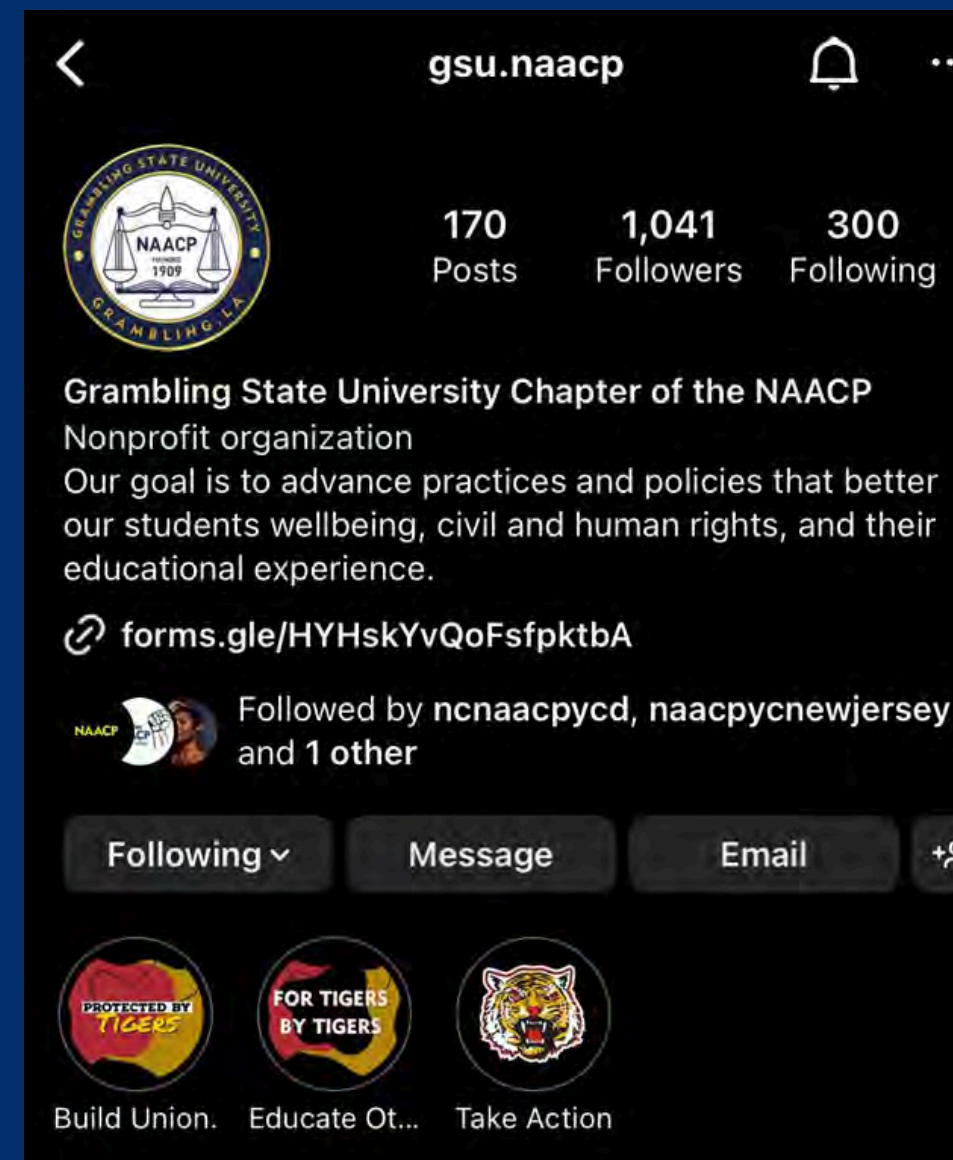 gsu.naacp
GRAMBLING STATE UNIVERSITY
NAACP
FOUNDED
1909
GRAMBLING, LA
170
Posts
1,041
Followers
300
Following
Grambling State University Chapter of the NAACP
Nonprofit organization
Our goal is to advance practices and policies that better
our students wellbeing, civil and human rights, and their
educational experience.
forms.gle/HYHskYvQoFsfpktbA
NAACP
Followed by ncnaacpycd, naacpycnewjersey
and 1 other
Following
Message
Email
PROTECTED BY
TIGERS
FOR TIGERS
BY TIGERS
Build Union.
Educate Ot...
Take Action